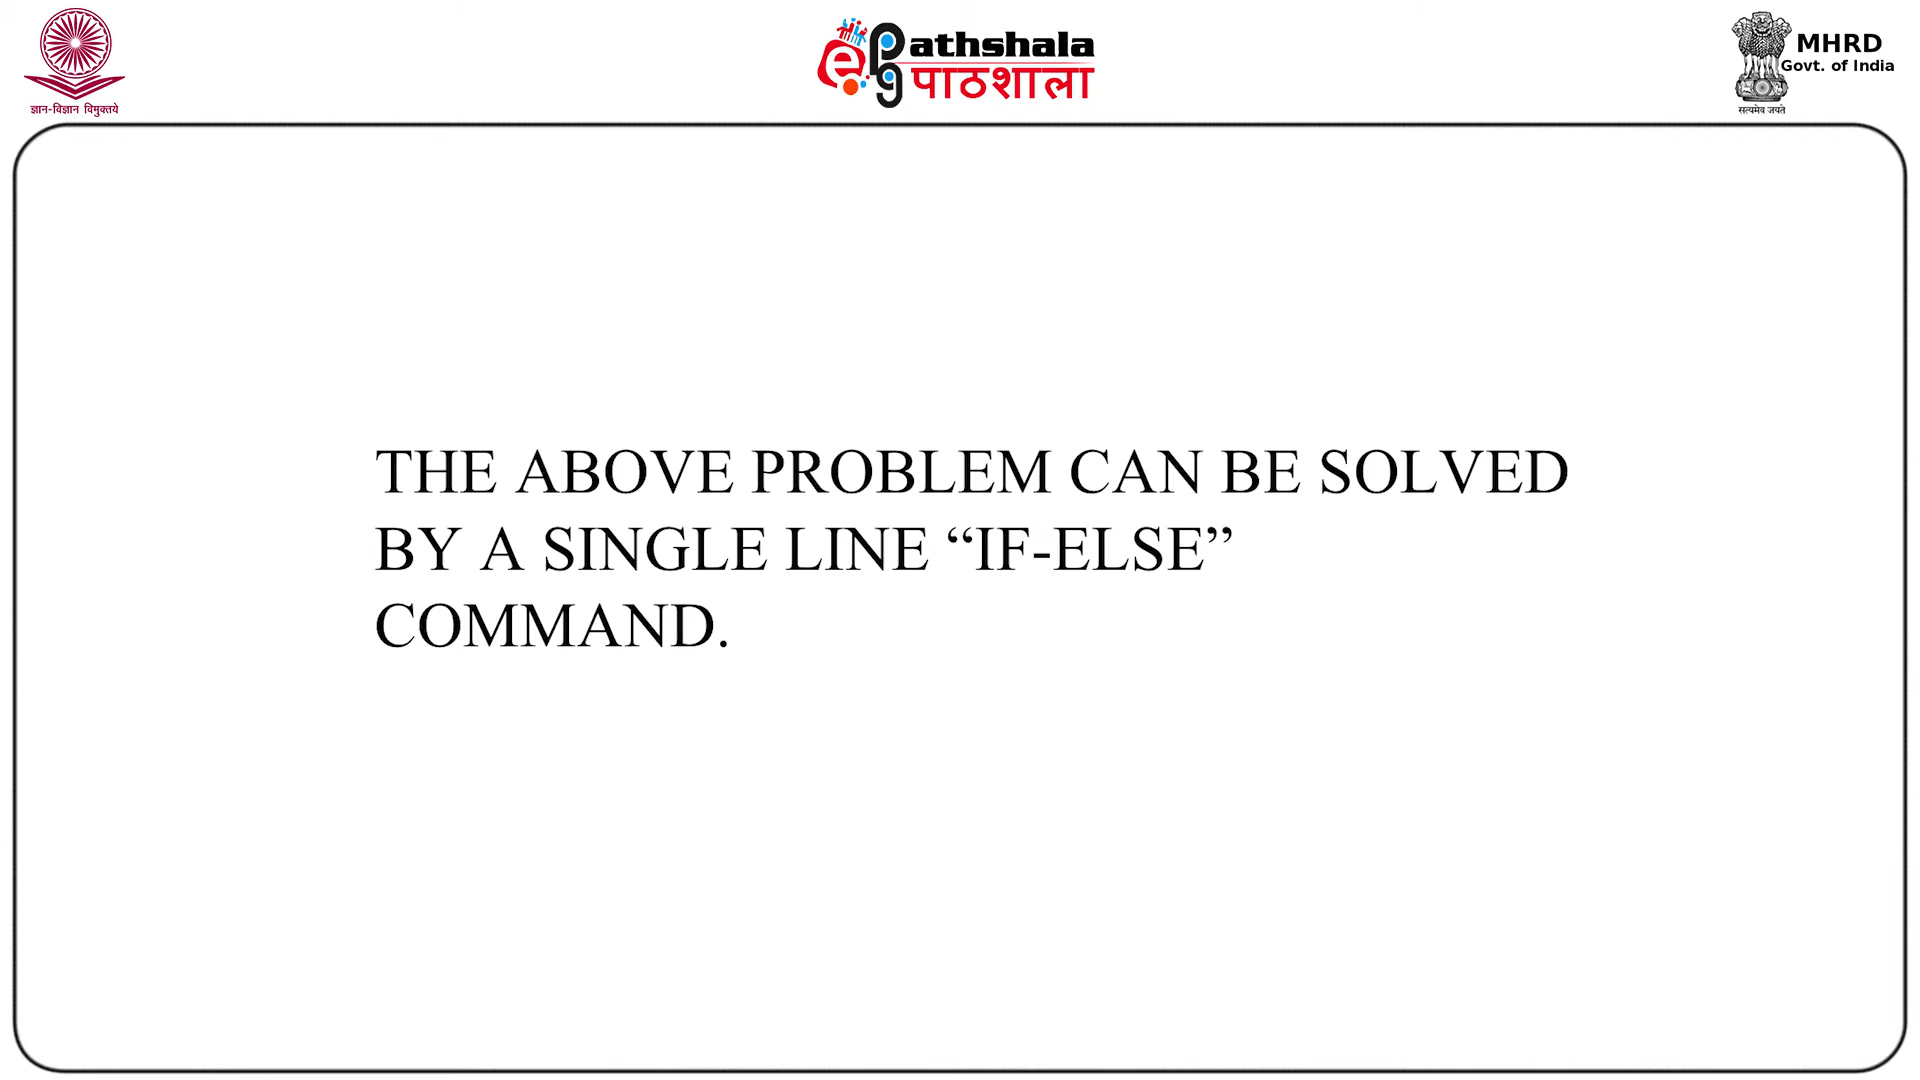 ज्ञान-विज्ञान विमुक्तये
ePG Pathshala
पाठशाला
MHRD
Govt. of India
सत्यमेव जयते
THE ABOVE PROBLEM CAN BE SOLVED
BY A SINGLE LINE “IF-ELSE”
COMMAND.